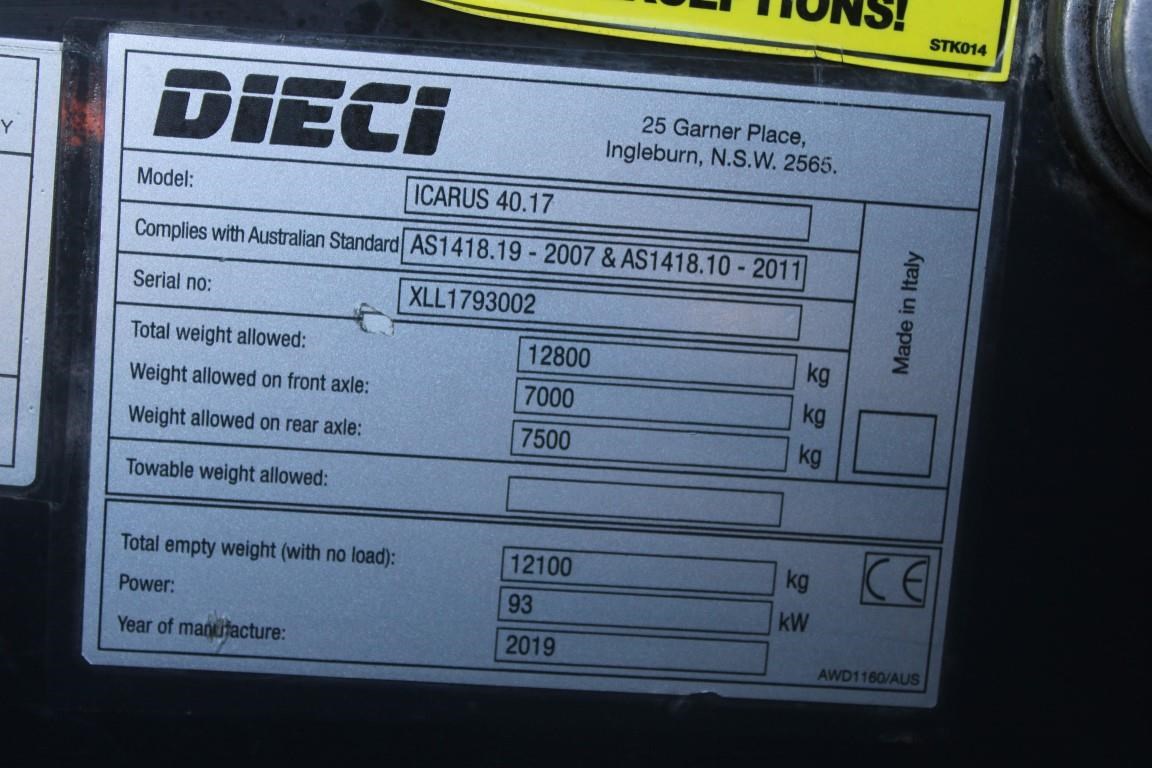 TIONS!
STK014
Y
DIECI
25 Garner Place,
Ingleburn, N.S.W. 2565.
Model: ICARUS 40.17
Complies with Australian Standard AS1418.19 - 2007 & AS1418.10 - 2011
Serial no: XLL1793002
Total weight allowed: 12800 kg
Weight allowed on front axle: 7000 kg
Weight allowed on rear axle: 7500 kg
Made in Italy
Towable weight allowed:
Total empty weight (with no load): 12100 kg
Power: 93 kW
Year of manufacture: 2019
CE
AWD1160/AUS